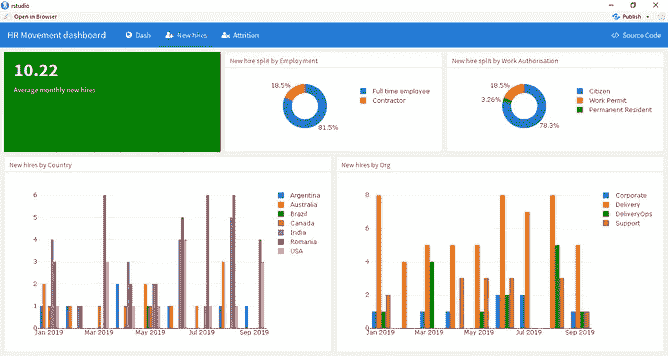 rstudio
Open in Browser
Publish
HR Movement dashboard
Dash
New hires
Attrition
Source Code
10.22
Average monthly new hires
New hire split by Employment
18.5%
81.5%
Full time employee
Contractor
New hire split by Work Authorisation
18.5%
3.26%
78.3%
Citizen
Work Permit
Permanent Resident
New hires by Country
6
5
4
3
2
1
0
Jan 2019
Mar 2019
May 2019
Jul 2019
Sep 2019
Argentina
Australia
Brazil
Canada
India
Romania
USA
New hires by Org
8
6
4
2
0
Jan 2019
Mar 2019
May 2019
Jul 2019
Sep 2019
Corporate
Delivery
DeliveryOps
Support